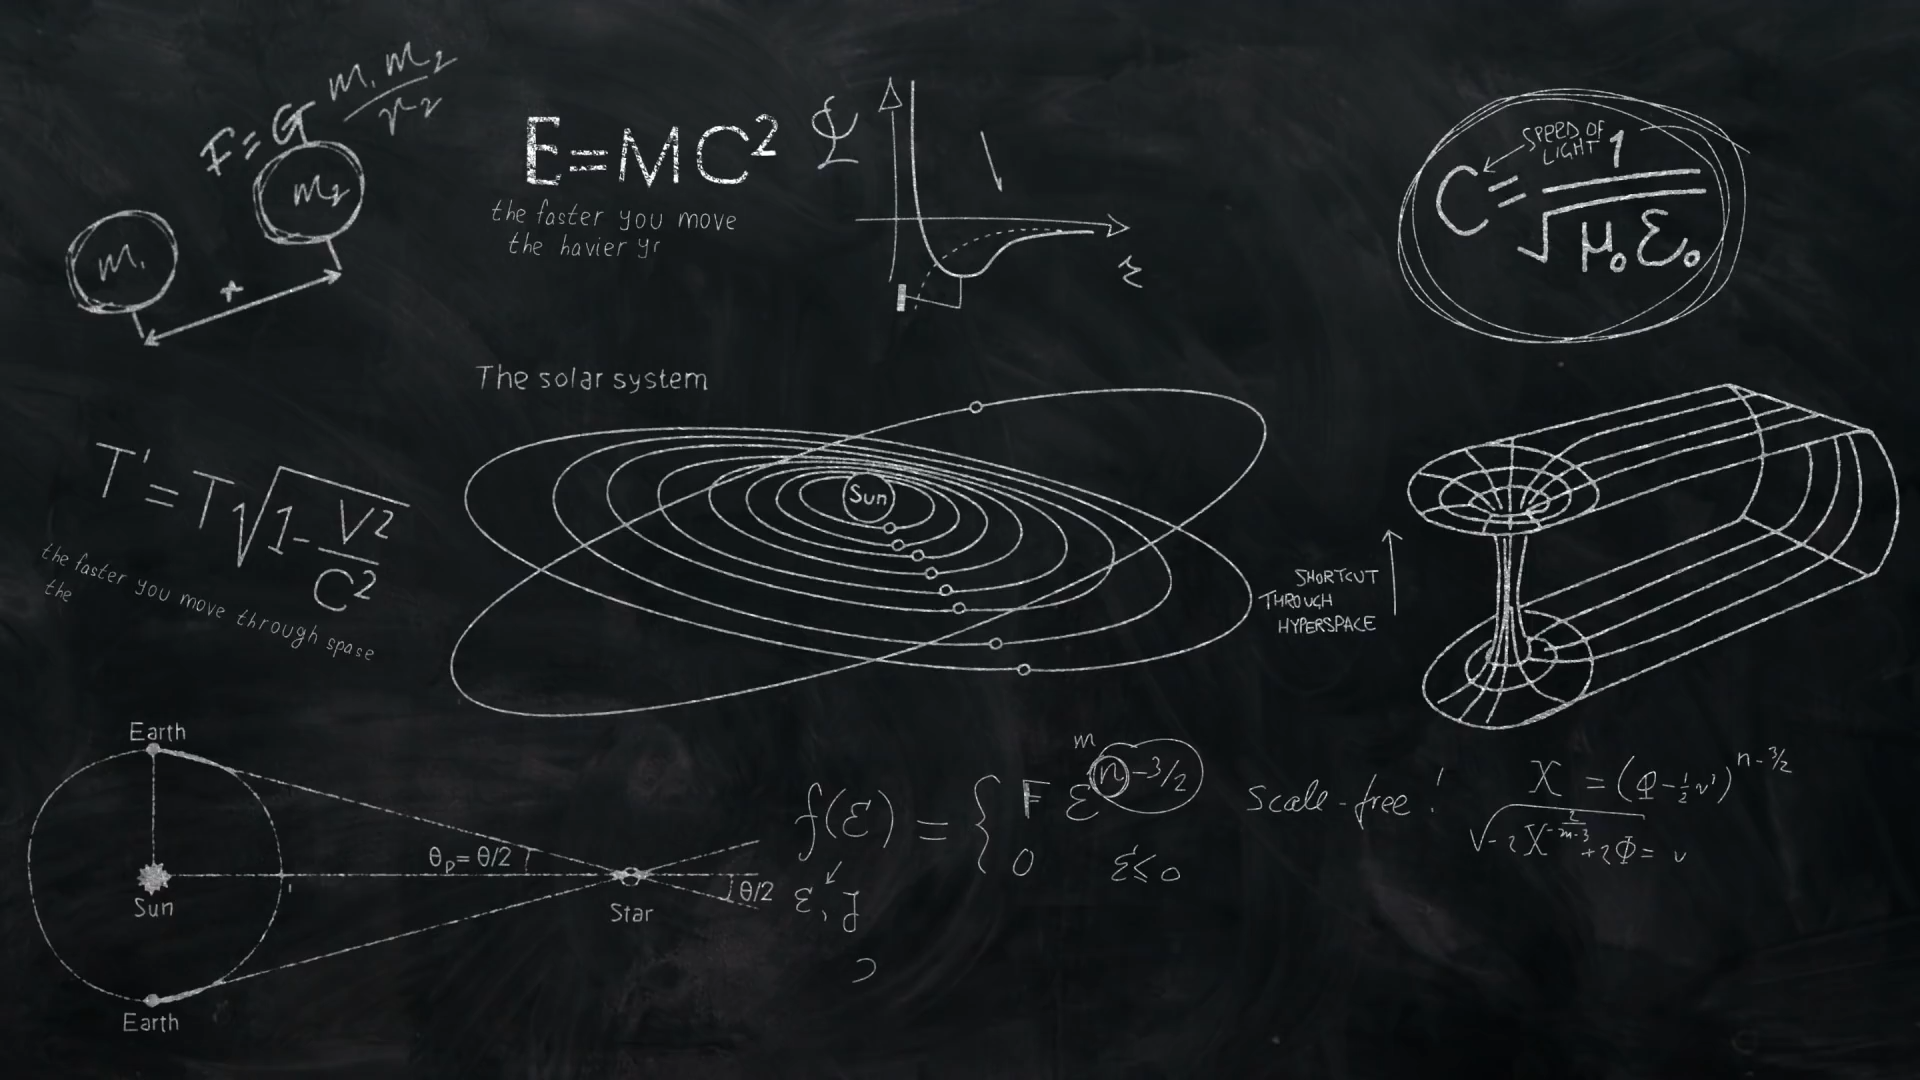 F=G m₁m₂/r²
m₁
m₂
E=MC²
the faster you move
the havier yr
C= 1/√μ₀ε₀
SPEED OF
LIGHT
The solar system
Sun
T'=T√1-V²/C²
the faster you move through spase
the
SHORTCUT
THROUGH
HYPERSPACE
Earth
Sun
θp=θ/2
Star
θ/2
Earth
m
f(ε) = { F ε^n-3/2
0 ε≤0
scale-free!